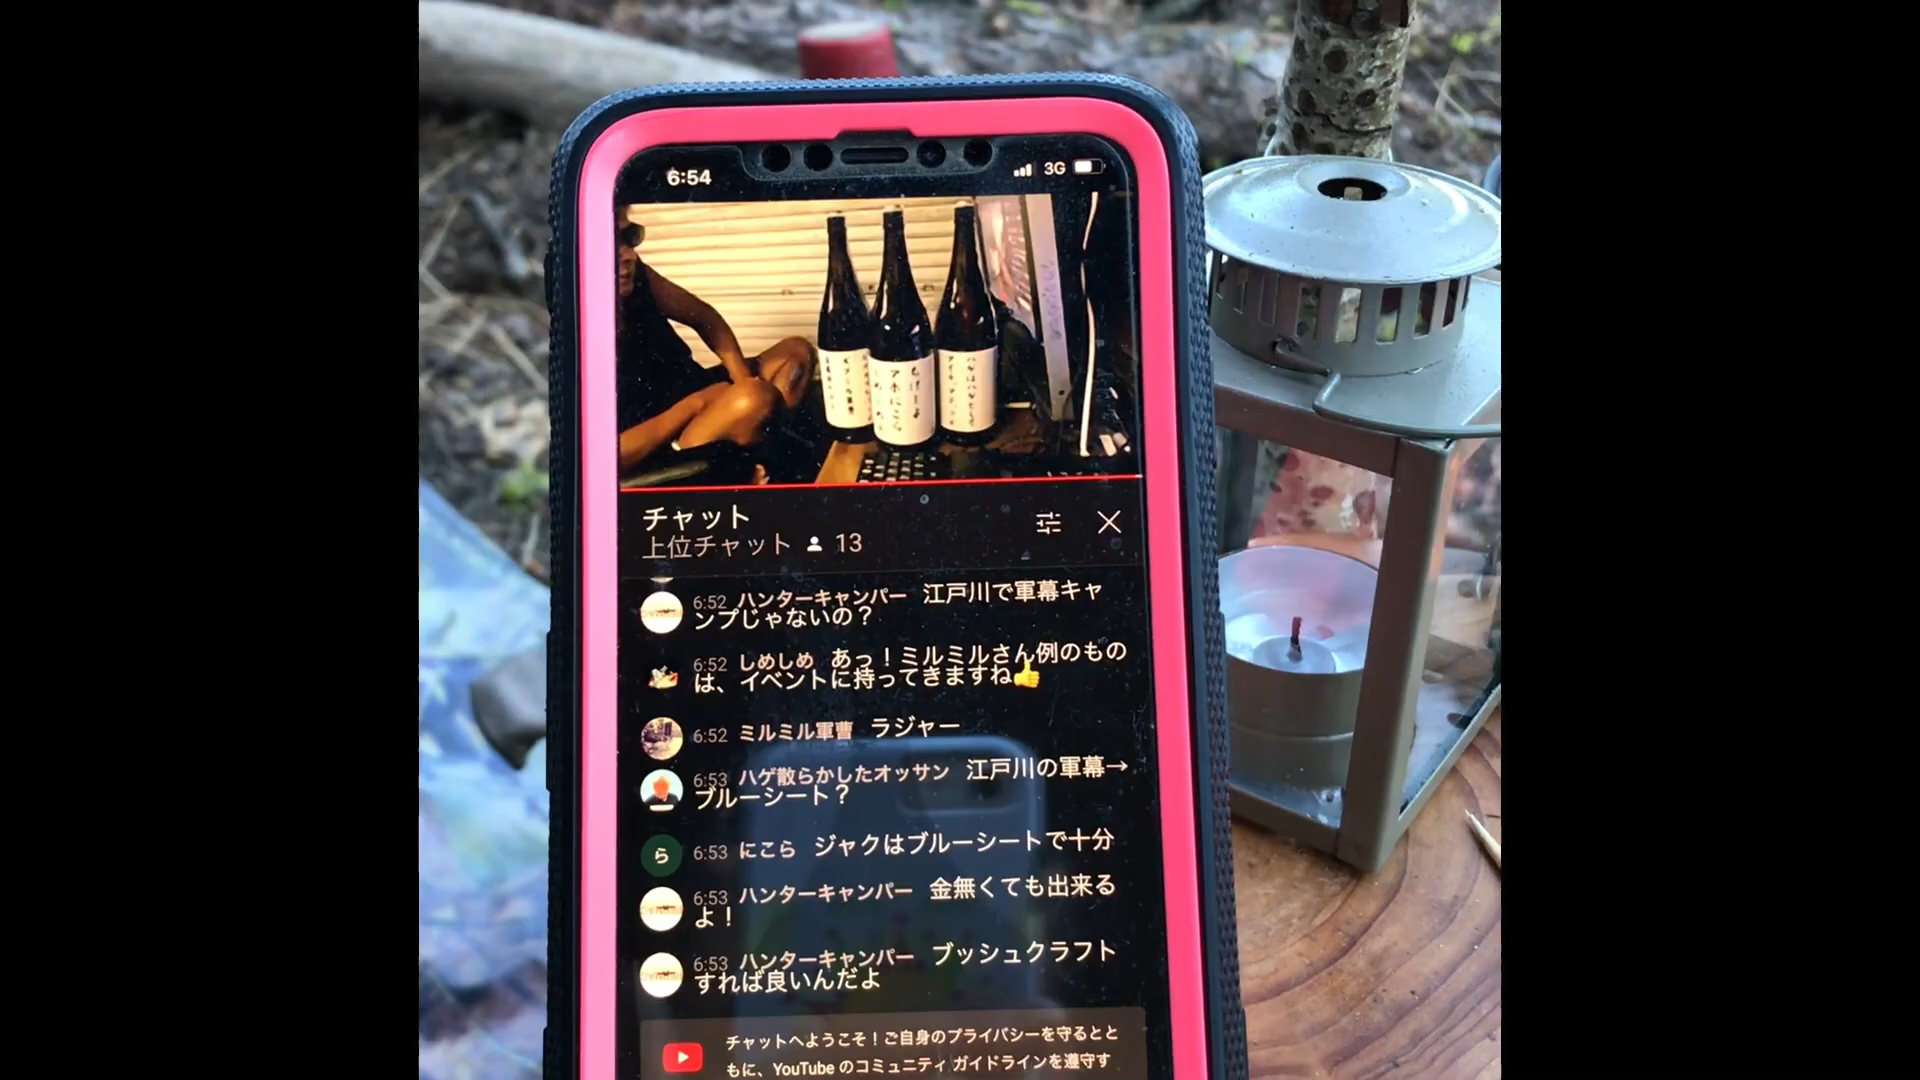 6:54
3G
チャット
上位チャット 13
6:52 ハンターキャンパー 江戸川で軍幕キャ
ンプじゃないの？
6:52 しめしめ あっ！ミルミルさん例のもの
は、イベントに持ってきますね👍
6:52 ミルミル軍曹 ラジャー
6:53 ハゲ散らかしたオッサン 江戸川の軍幕→
ブルーシート？
ら 6:53 にこら ジャクはブルーシートで十分
6:53 ハンターキャンパー 金無くても出来る
よ！
6:53 ハンターキャンパー ブッシュクラフト
すれば良いんだよ
チャットへようこそ！ご自身のプライバシーを守るとと
もに、YouTube のコミュニティ ガイドラインを遵守す